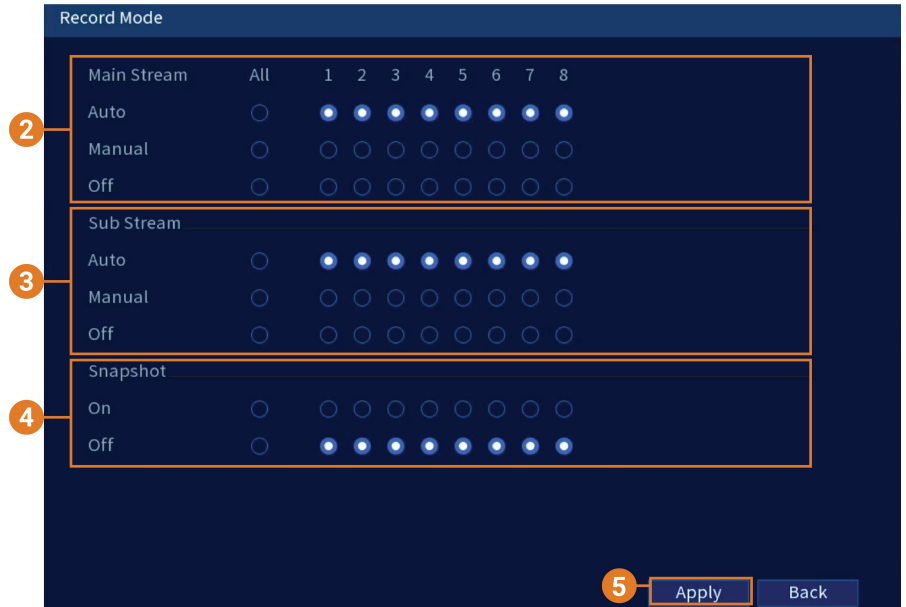 Record Mode
Main Stream All 1 2 3 4 5 6 7 8
Auto
2
Manual
Off
Sub Stream
Auto
3
Manual
Off
Snapshot
On
4
Off
5 Apply Back